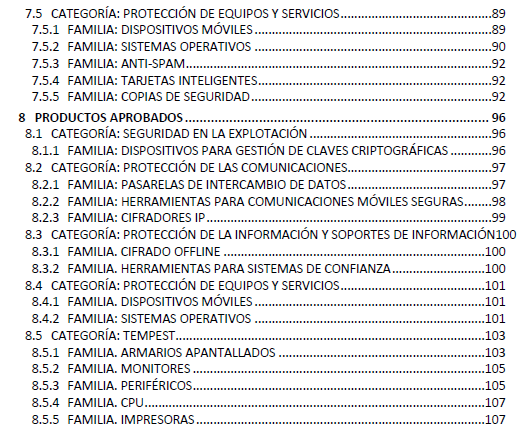 7.5 CATEGORÍA: PROTECCIÓN DE EQUIPOS Y SERVICIOS.....89
7.5.1 FAMILIA: DISPOSITIVOS MÓVILES.....89
7.5.2 FAMILIA: SISTEMAS OPERATIVOS.....90
7.5.3 FAMILIA: ANTI-SPAM.....92
7.5.4 FAMILIA: TARJETAS INTELIGENTES.....92
7.5.5 FAMILIA: COPIAS DE SEGURIDAD.....92
8 PRODUCTOS APROBADOS.....96
8.1 CATEGORÍA: SEGURIDAD EN LA EXPLOTACIÓN.....96
8.1.1 FAMILIA: DISPOSITIVOS PARA GESTIÓN DE CLAVES CRIPTOGRÁFICAS.....96
8.2 CATEGORÍA: PROTECCIÓN DE LAS COMUNICACIONES.....97
8.2.1 FAMILIA: PASARELAS DE INTERCAMBIO DE DATOS.....97
8.2.2 FAMILIA: HERRAMIENTAS PARA COMUNICACIONES MÓVILES SEGURAS.....98
8.2.3 FAMILIA: CIFRADORES IP.....99
8.3 CATEGORÍA: PROTECCIÓN DE LA INFORMACIÓN Y SOPORTES DE INFORMACIÓN100
8.3.1 FAMILIA. CIFRADO OFFLINE.....100
8.3.2 FAMILIA. HERRAMIENTAS PARA SISTEMAS DE CONFIANZA.....100
8.4 CATEGORÍA: PROTECCIÓN DE EQUIPOS Y SERVICIOS.....101
8.4.1 FAMILIA. DISPOSITIVOS MÓVILES.....101
8.4.2 FAMILIA: SISTEMAS OPERATIVOS.....101
8.5 CATEGORÍA: TEMPEST.....103
8.5.1 FAMILIA. ARMARIOS APANTALLADOS.....103
8.5.2 FAMILIA. MONITORES.....105
8.5.3 FAMILIA. PERIFÉRICOS.....105
8.5.4 FAMILIA. CPU.....107
8.5.5 FAMILIA. IMPRESORAS.....107